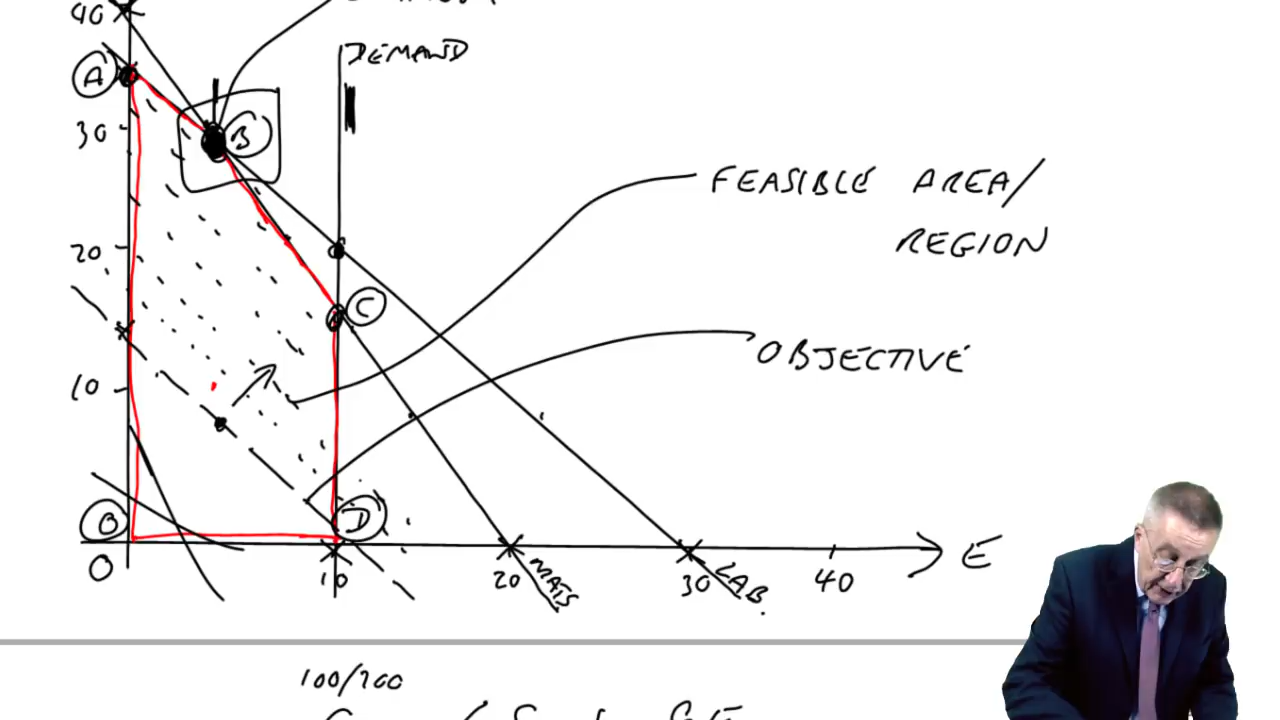 40
DEMAND
A
30
B
FEASIBLE AREA/
REGION
20
C
OBJECTIVE
10
O
D
0
10
20
30
40
E
MATS
LAB.
100/700